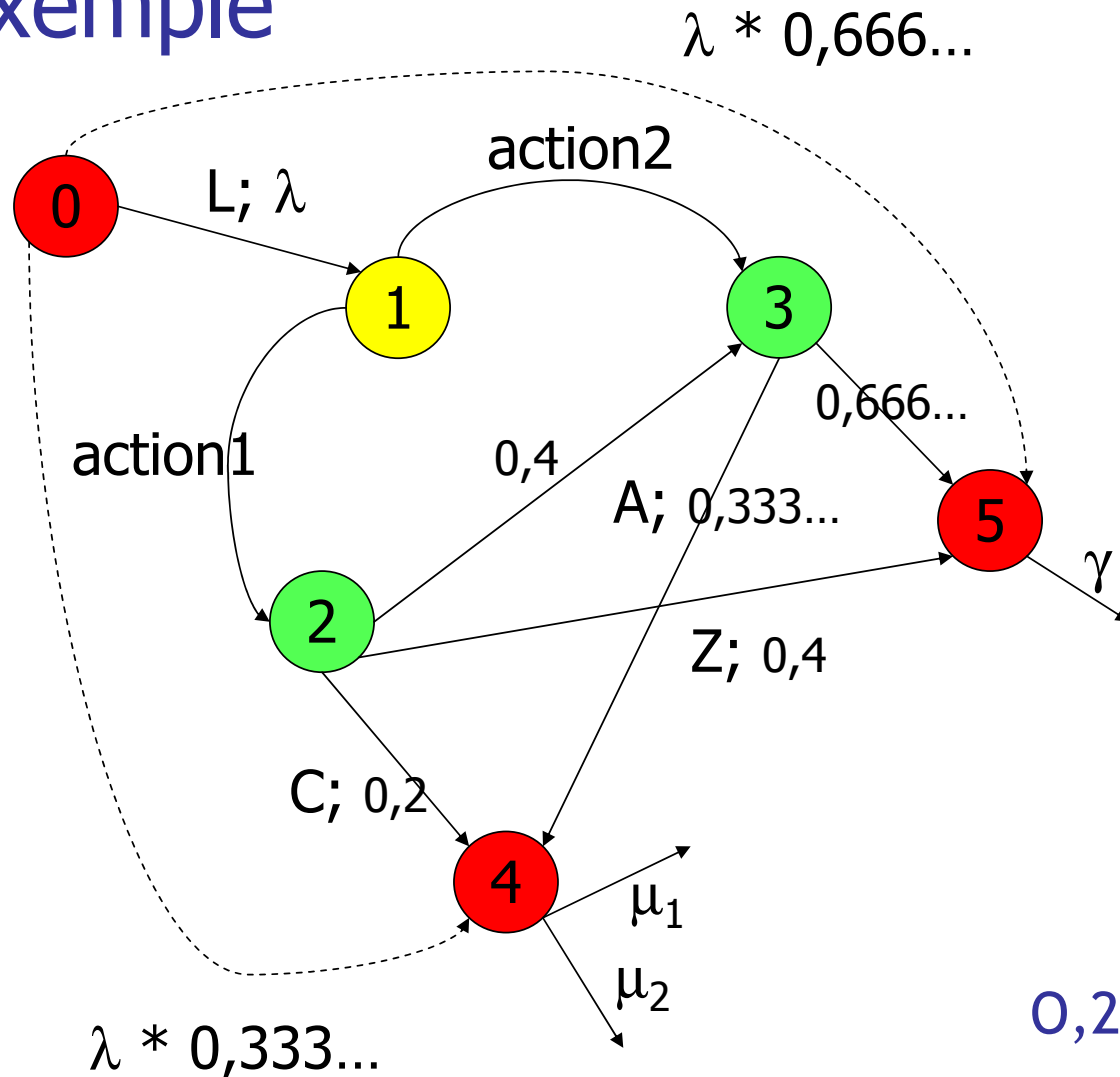 xemple
λ * 0,666...
action2
0
L; λ
1
3
0,666...
action1
0,4
A; 0,333...
5
γ
2
Z; 0,4
C; 0,2
4
μ1
μ2
0,2
λ * 0,333...